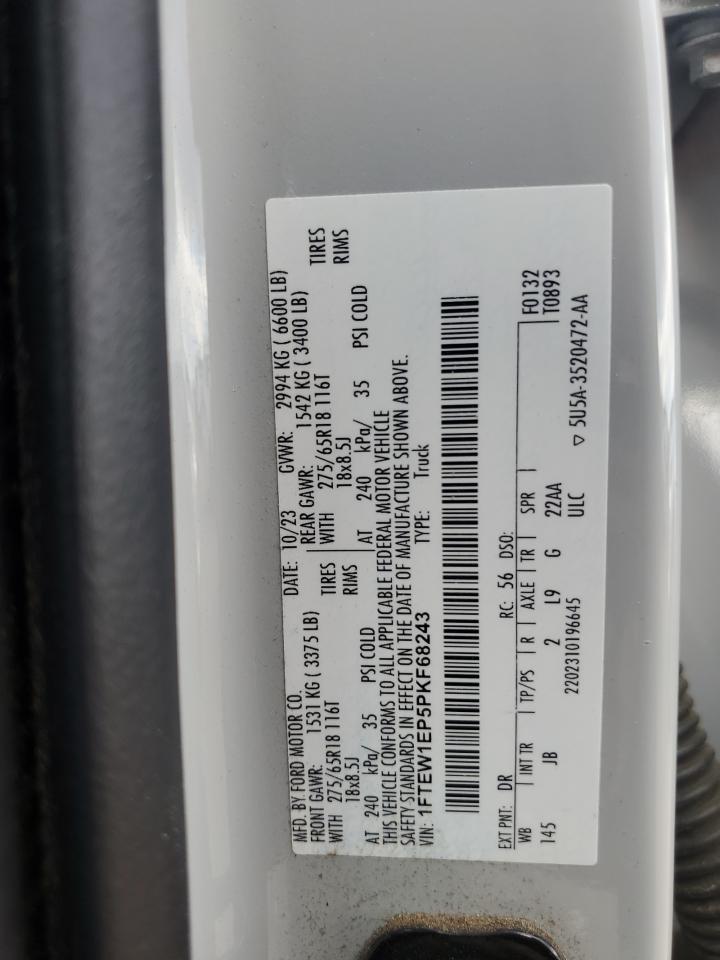 MFD. BY FORD MOTOR CO.
DATE: 10/23 GVWR: 2994 KG ( 6600 LB)
FRONT GAWR: 1531 KG ( 3375 LB)
REAR GAWR: 1542 KG ( 3400 LB)
WITH 275/65R18 116T TIRES
WITH 275/65R18 116T TIRES
18x8.5J RIMS
18x8.5J RIMS
AT 240 kPa/ 35 PSI COLD
AT 240 kPa/ 35 PSI COLD
THIS VEHICLE CONFORMS TO ALL APPLICABLE FEDERAL MOTOR VEHICLE
SAFETY STANDARDS IN EFFECT ON THE DATE OF MANUFACTURE SHOWN ABOVE.
VIN: 1FTEW1EP5PKF68243 TYPE: Truck
EXT PNT: DR RC: 56 DSO: F0132
WB INT TR TP/PS R AXLE TR SPR T0893
145 JB 2 L9 G 22AA
2202310196645 ULC ▽ 5U5A-3520472-AA